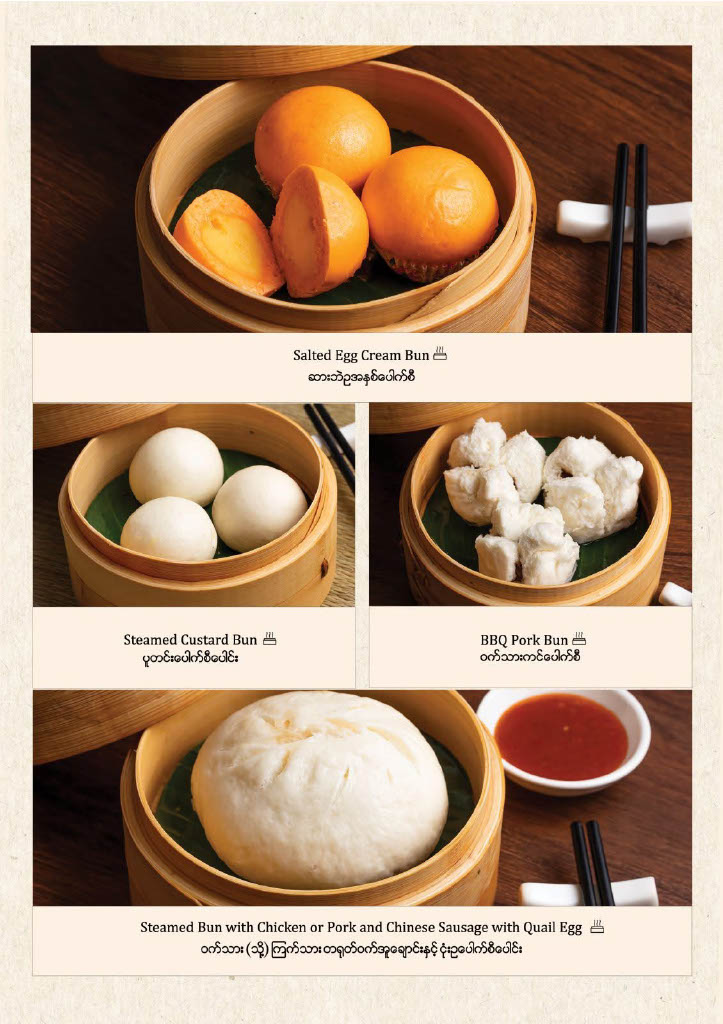 Salted Egg Cream Bun
ဆားဘဲဥအနှစ်ပေါက်စီ
Steamed Custard Bun
ပူတင်းပေါက်စီပေါင်း
BBQ Pork Bun
ဝက်သားကင်ပေါက်စီ
Steamed Bun with Chicken or Pork and Chinese Sausage with Quail Egg
ဝက်သား (သို့) ကြက်သား တရုတ်ဝက်အူချောင်းနှင့် ငုံးဥပေါက်စီပေါင်း